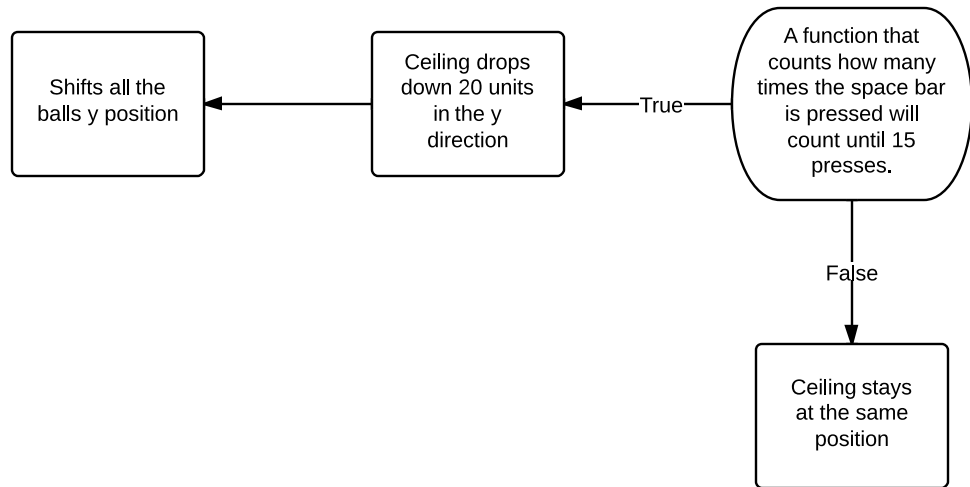 Shifts all the
balls y position
Ceiling drops
down 20 units
in the y
direction
True
A function that
counts how many
times the space bar
is pressed will
count until 15
presses.
False
Ceiling stays
at the same
position